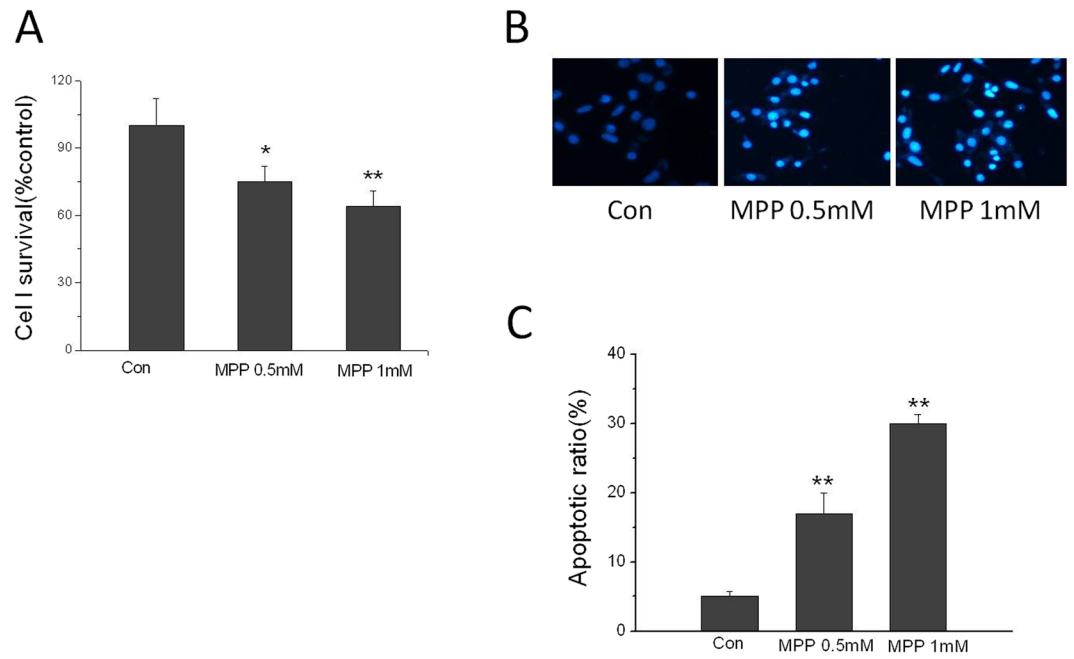 A
Cel l survival(%control)
120
90
60
30
0
*
**
Con
MPP 0.5mM
MPP 1mM
B
Con
MPP 0.5mM
MPP 1mM
C
Apoptotic ratio(%)
40
30
20
10
0
**
**
Con
MPP 0.5mM
MPP 1mM